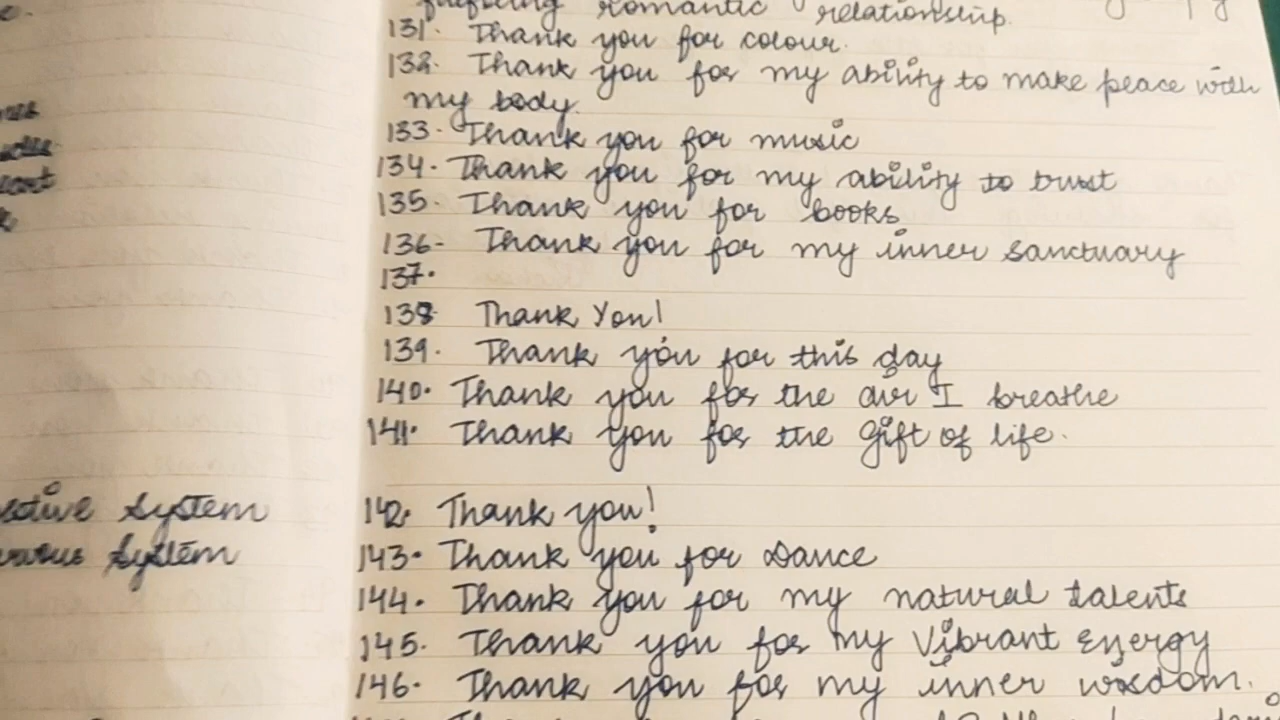 romantic relationship.
131. Thank you for colour.
132. Thank you for my ability to make peace with
my body.
133. Thank you for music
134. Thank you for my ability to trust
135. Thank you for books
136- Thank you for my inner sanctuary
137.
138 Thank You!
139. Thank you for this day
140. Thank you for the air I breathe
141. Thank you for the gift of life.
System
142. Thank you!
System
143. Thank you for Dance
144. Thank you for my natural talents
145. Thank you for my Vibrant Energy
146. Thank you for my inner wisdom.